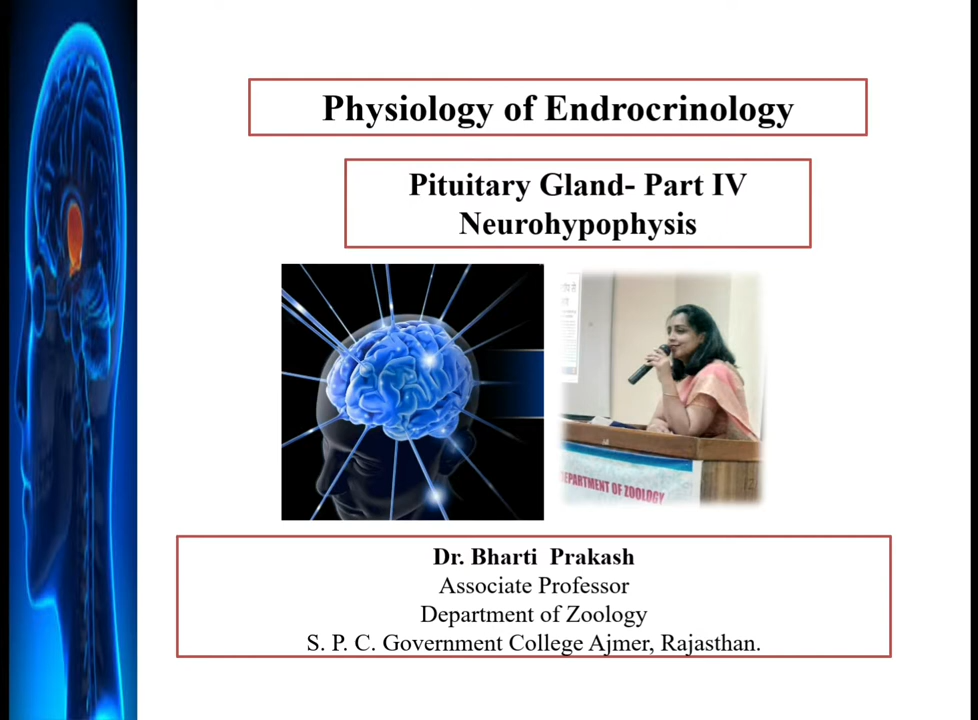 Physiology of Endrocrinology
Pituitary Gland- Part IV
Neurohypophysis
DEPARTMENT OF ZOOLOGY
Dr. Bharti Prakash
Associate Professor
Department of Zoology
S. P. C. Government College Ajmer, Rajasthan.